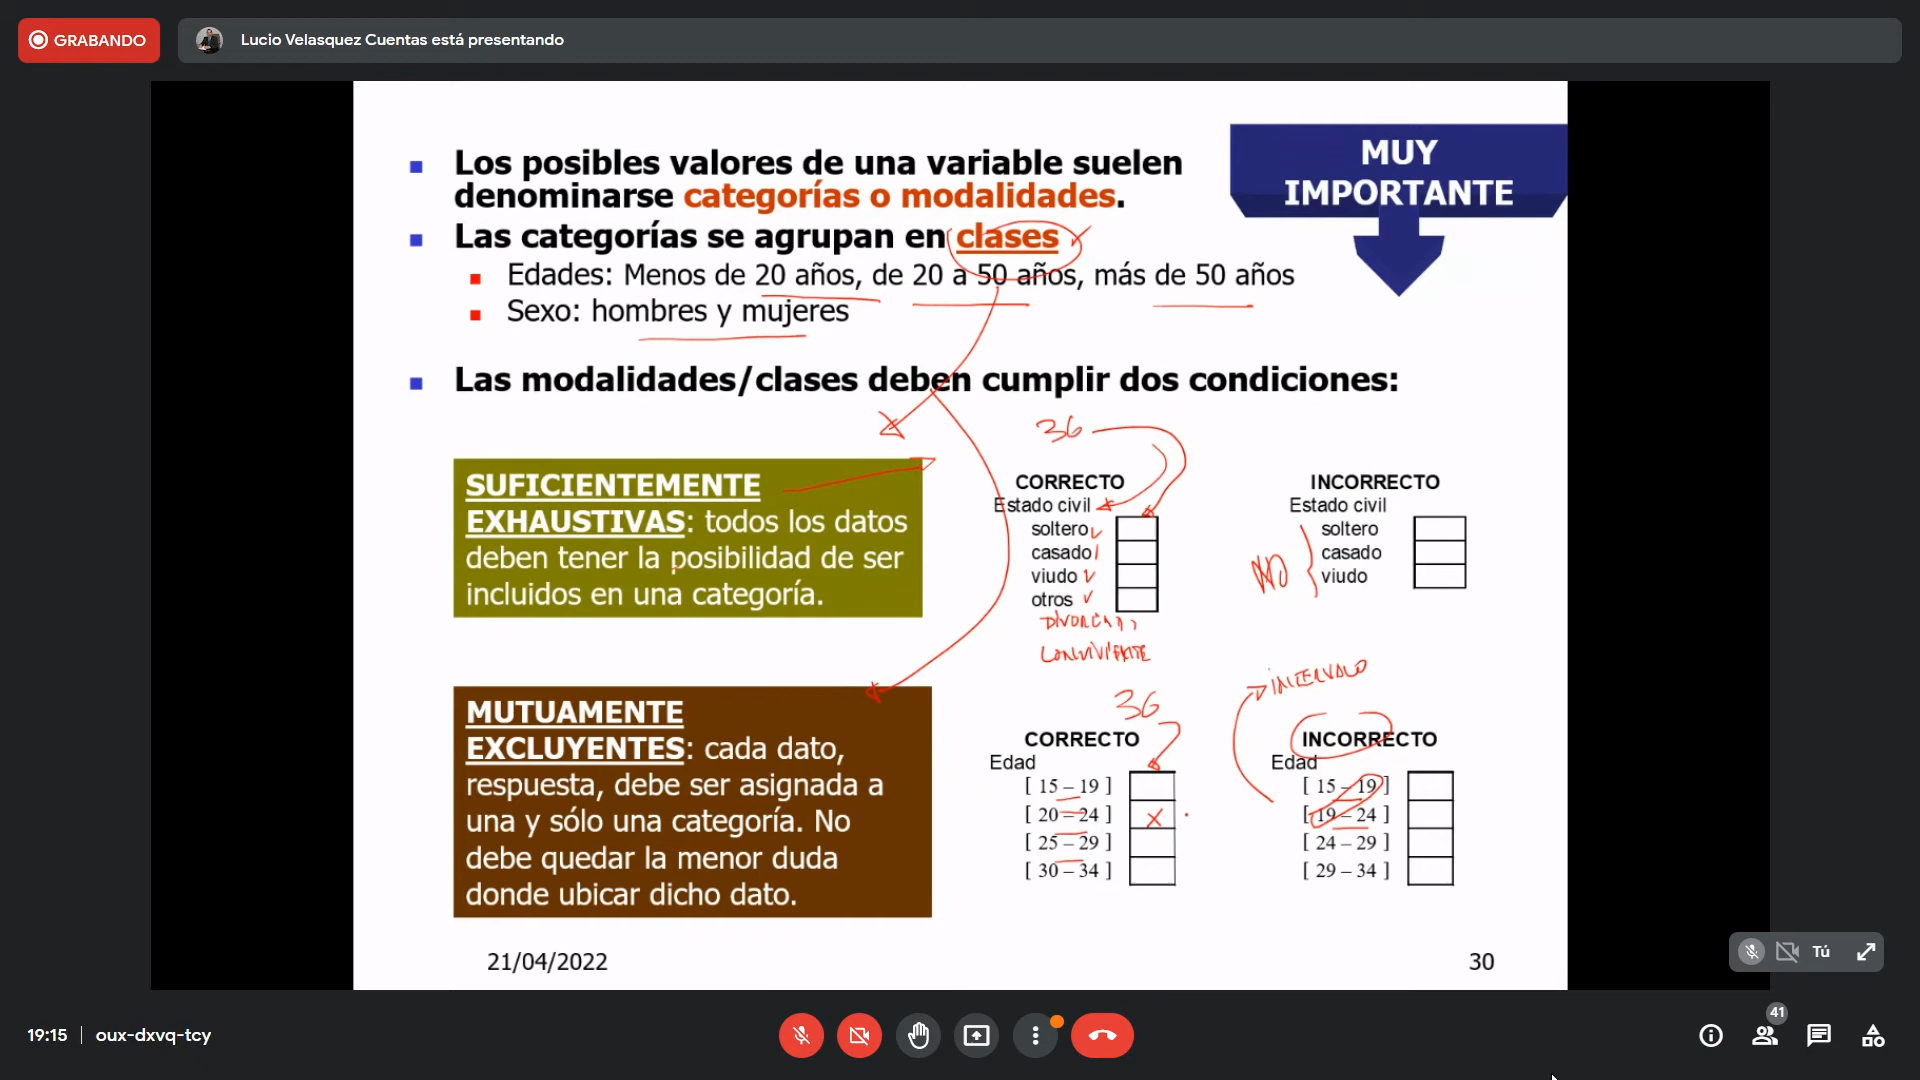 GRABANDO
Lucio Velasquez Cuentas está presentando
MUY
IMPORTANTE
Los posibles valores de una variable suelen
denominarse categorías o modalidades.
Las categorías se agrupan en clases
Edades: Menos de 20 años, de 20 a 50 años, más de 50 años
Sexo: hombres y mujeres
Las modalidades/clases deben cumplir dos condiciones:
36
SUFICIENTEMENTE
EXHAUSTIVAS: todos los datos
deben tener la posibilidad de ser
incluidos en una categoría.
CORRECTO
Estado civil
soltero
casado
viudo
otros
DIVORCIA,
CONVIVIENTE
INCORRECTO
Estado civil
soltero
casado
viudo
NO
MUTUAMENTE
EXCLUYENTES: cada dato,
respuesta, debe ser asignada a
una y sólo una categoría. No
debe quedar la menor duda
donde ubicar dicho dato.
36
CORRECTO
Edad
[ 15 – 19 ]
[ 20 – 24 ]
X
[ 25 – 29 ]
[ 30 – 34 ]
INTERVALO
INCORRECTO
Edad
[ 15 – 19 ]
[ 19 – 24 ]
[ 24 – 29 ]
[ 29 – 34 ]
21/04/2022
30
Tú
19:15
oux-dxvq-tcy
41